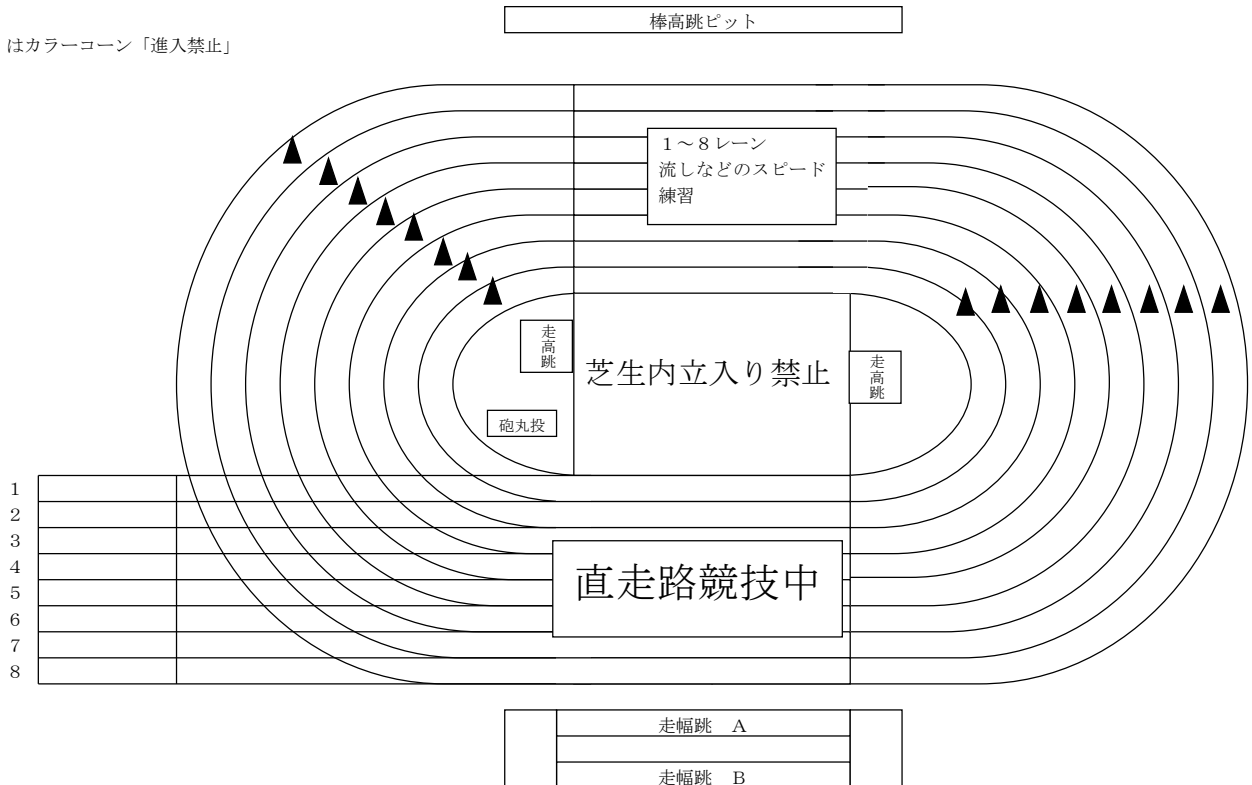 棒高跳ピット
はカラーコーン「進入禁止」
１～８レーン
流しなどのスピード
練習
走高跳
芝生内立入り禁止
走高跳
砲丸投
1
2
3
4
5
6
7
8
直走路競技中
走幅跳　A
走幅跳　B